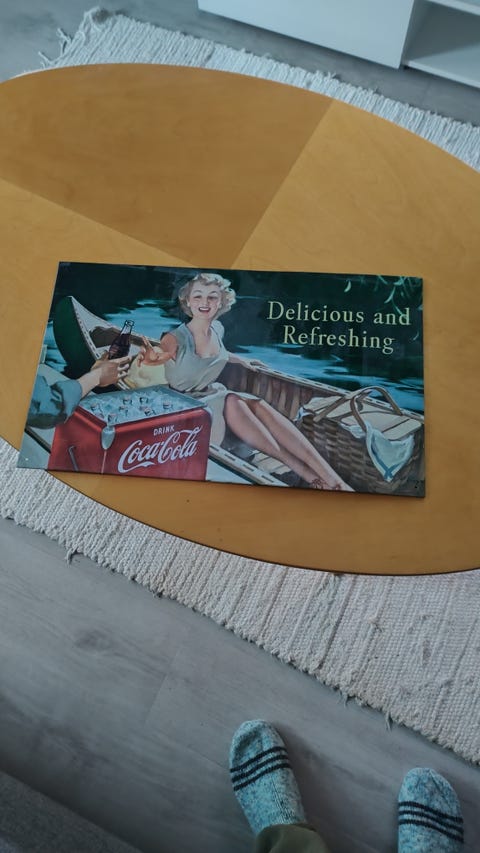 Delicious and
Refreshing
DRINK
Coca-Cola